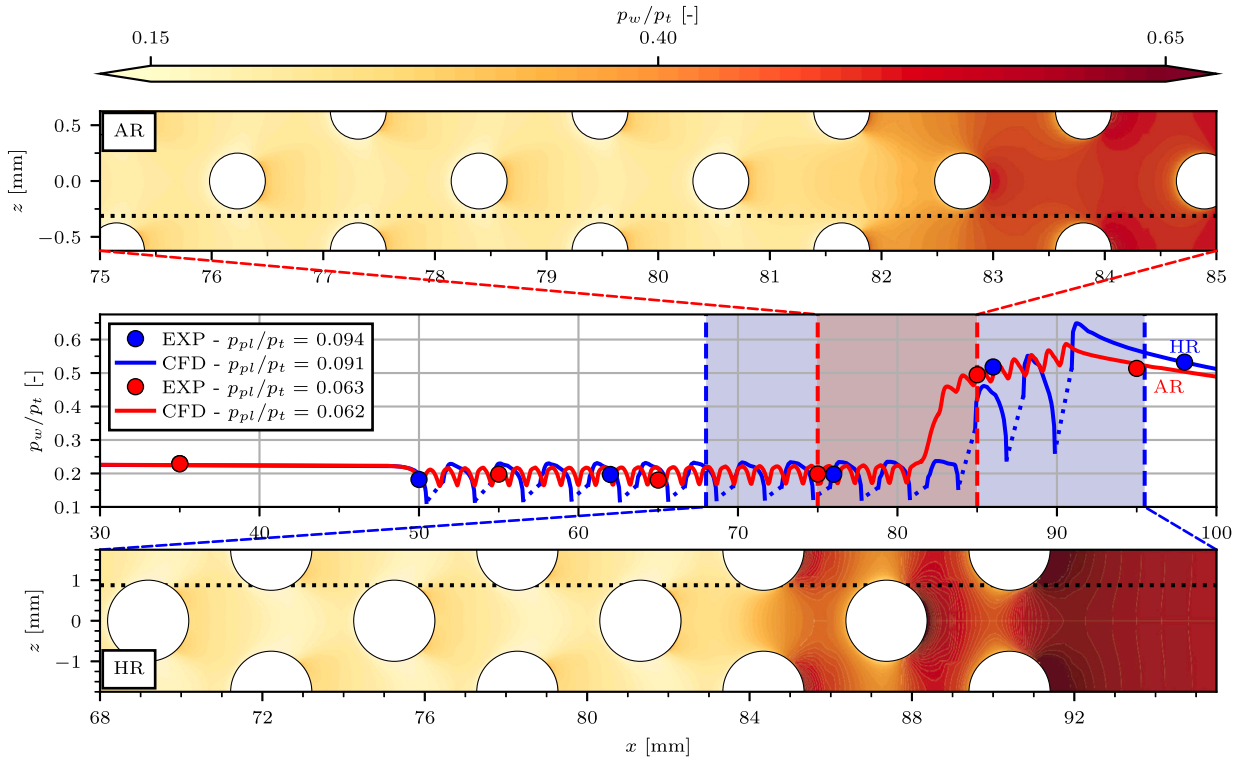 p_w/p_t [-]
0.15 0.40 0.65
AR
z [mm]
0.5
0.0
−0.5
75 76 77 78 79 80 81 82 83 84 85
p_w/p_t [-]
0.6
0.5
0.4
0.3
0.2
0.1
EXP - p_pl/p_t = 0.094
CFD - p_pl/p_t = 0.091
EXP - p_pl/p_t = 0.063
CFD - p_pl/p_t = 0.062
HR
AR
30 40 50 60 70 80 90 100
z [mm]
1
0
−1
HR
68 72 76 80 84 88 92
x [mm]